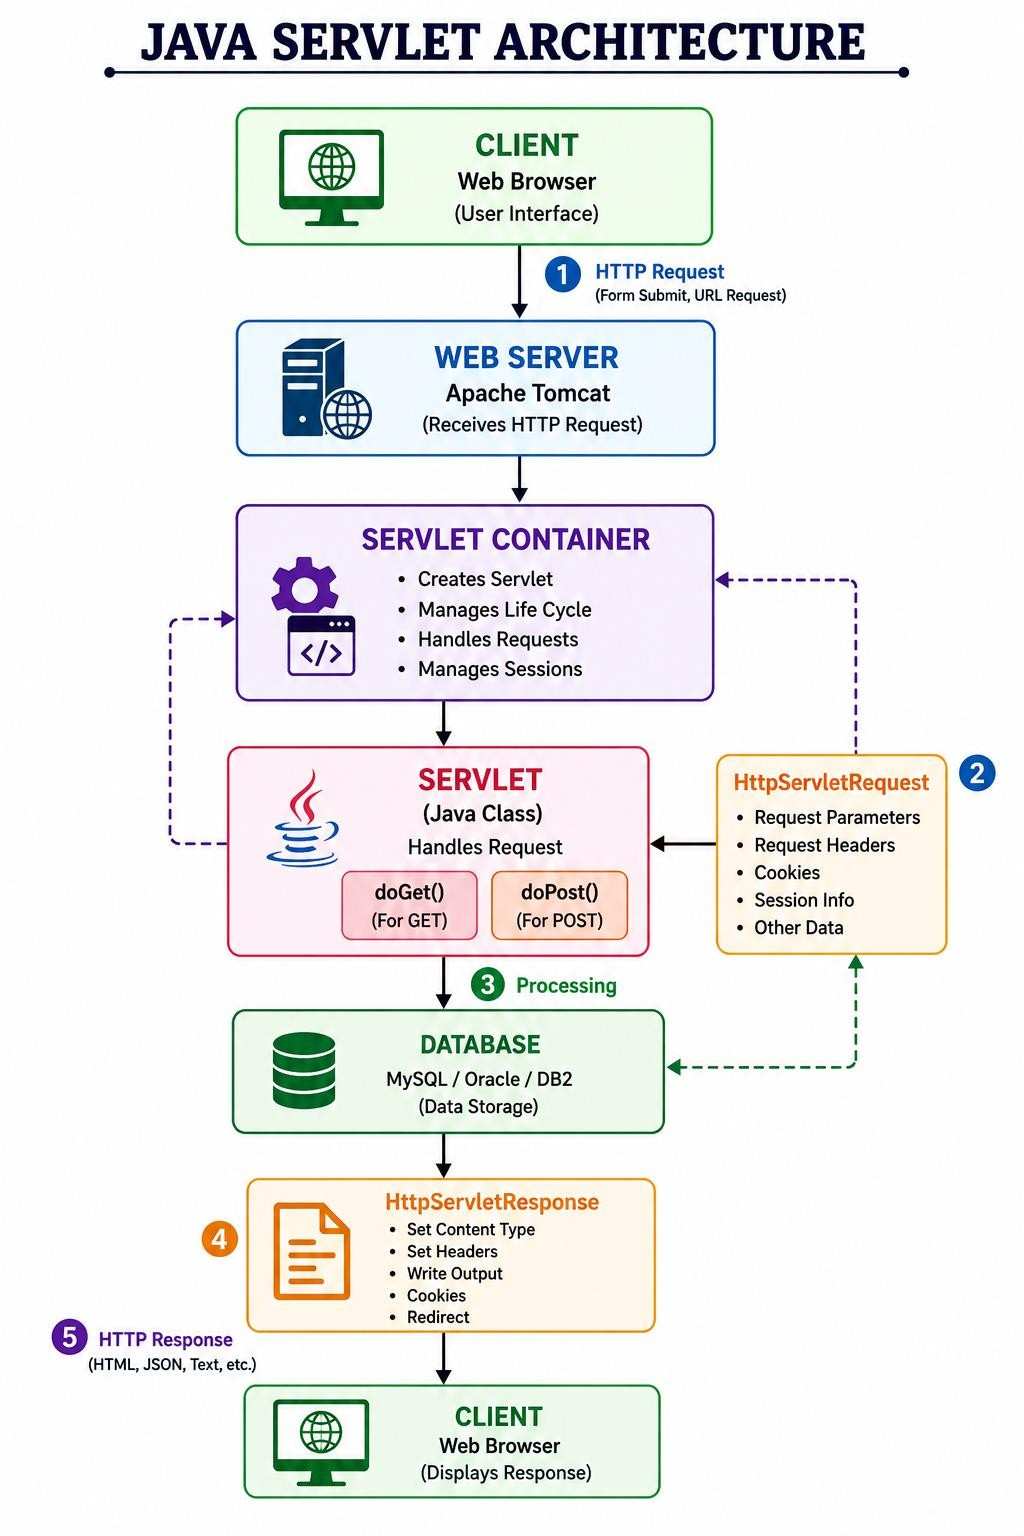 JAVA SERVLET ARCHITECTURE
CLIENT
Web Browser
(User Interface)
1 HTTP Request
(Form Submit, URL Request)
WEB SERVER
Apache Tomcat
(Receives HTTP Request)
SERVLET CONTAINER
• Creates Servlet
• Manages Life Cycle
• Handles Requests
• Manages Sessions
</>
SERVLET
(Java Class)
Handles Request
doGet()
(For GET)
doPost()
(For POST)
2
HttpServletRequest
• Request Parameters
• Request Headers
• Cookies
• Session Info
• Other Data
3 Processing
DATABASE
MySQL / Oracle / DB2
(Data Storage)
4
HttpServletResponse
• Set Content Type
• Set Headers
• Write Output
• Cookies
• Redirect
5 HTTP Response
(HTML, JSON, Text, etc.)
CLIENT
Web Browser
(Displays Response)